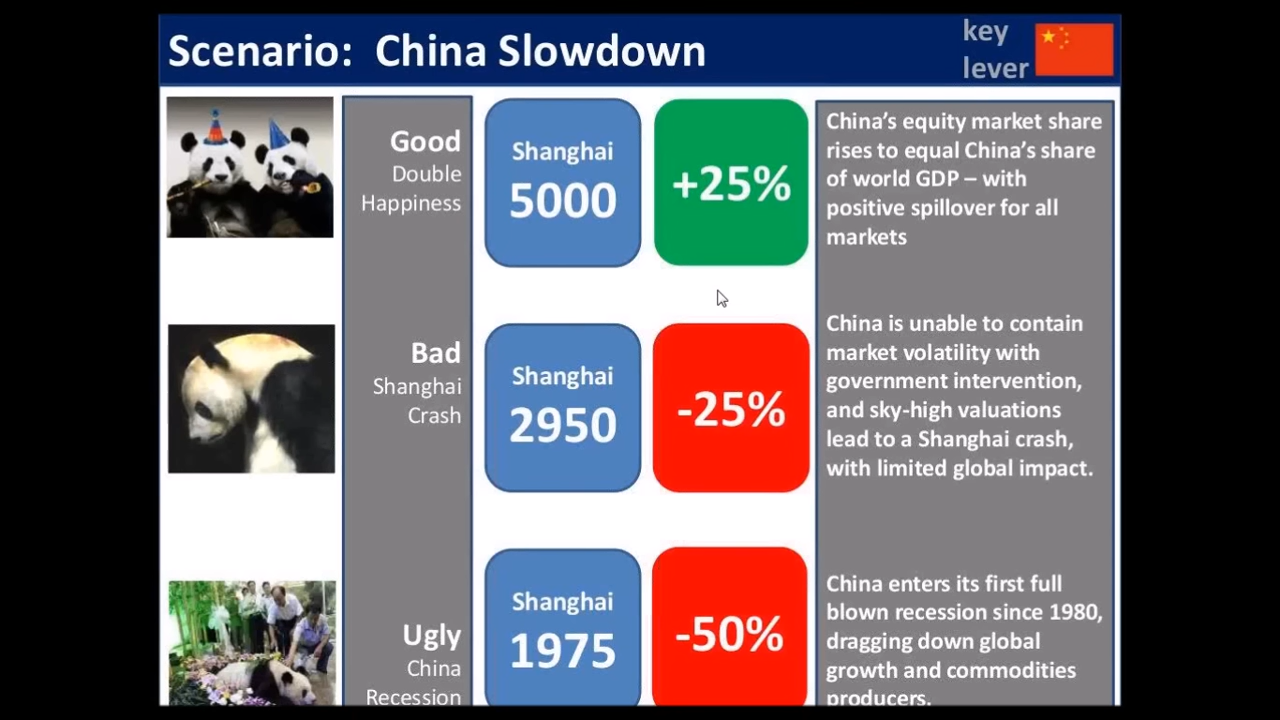 Scenario: China Slowdown
key
lever
Good
Double
Happiness
Shanghai
5000
+25%
China's equity market share
rises to equal China's share
of world GDP – with
positive spillover for all
markets
Bad
Shanghai
Crash
Shanghai
2950
-25%
China is unable to contain
market volatility with
government intervention,
and sky-high valuations
lead to a Shanghai crash,
with limited global impact.
Ugly
China
Recession
Shanghai
1975
-50%
China enters its first full
blown recession since 1980,
dragging down global
growth and commodities
producers.